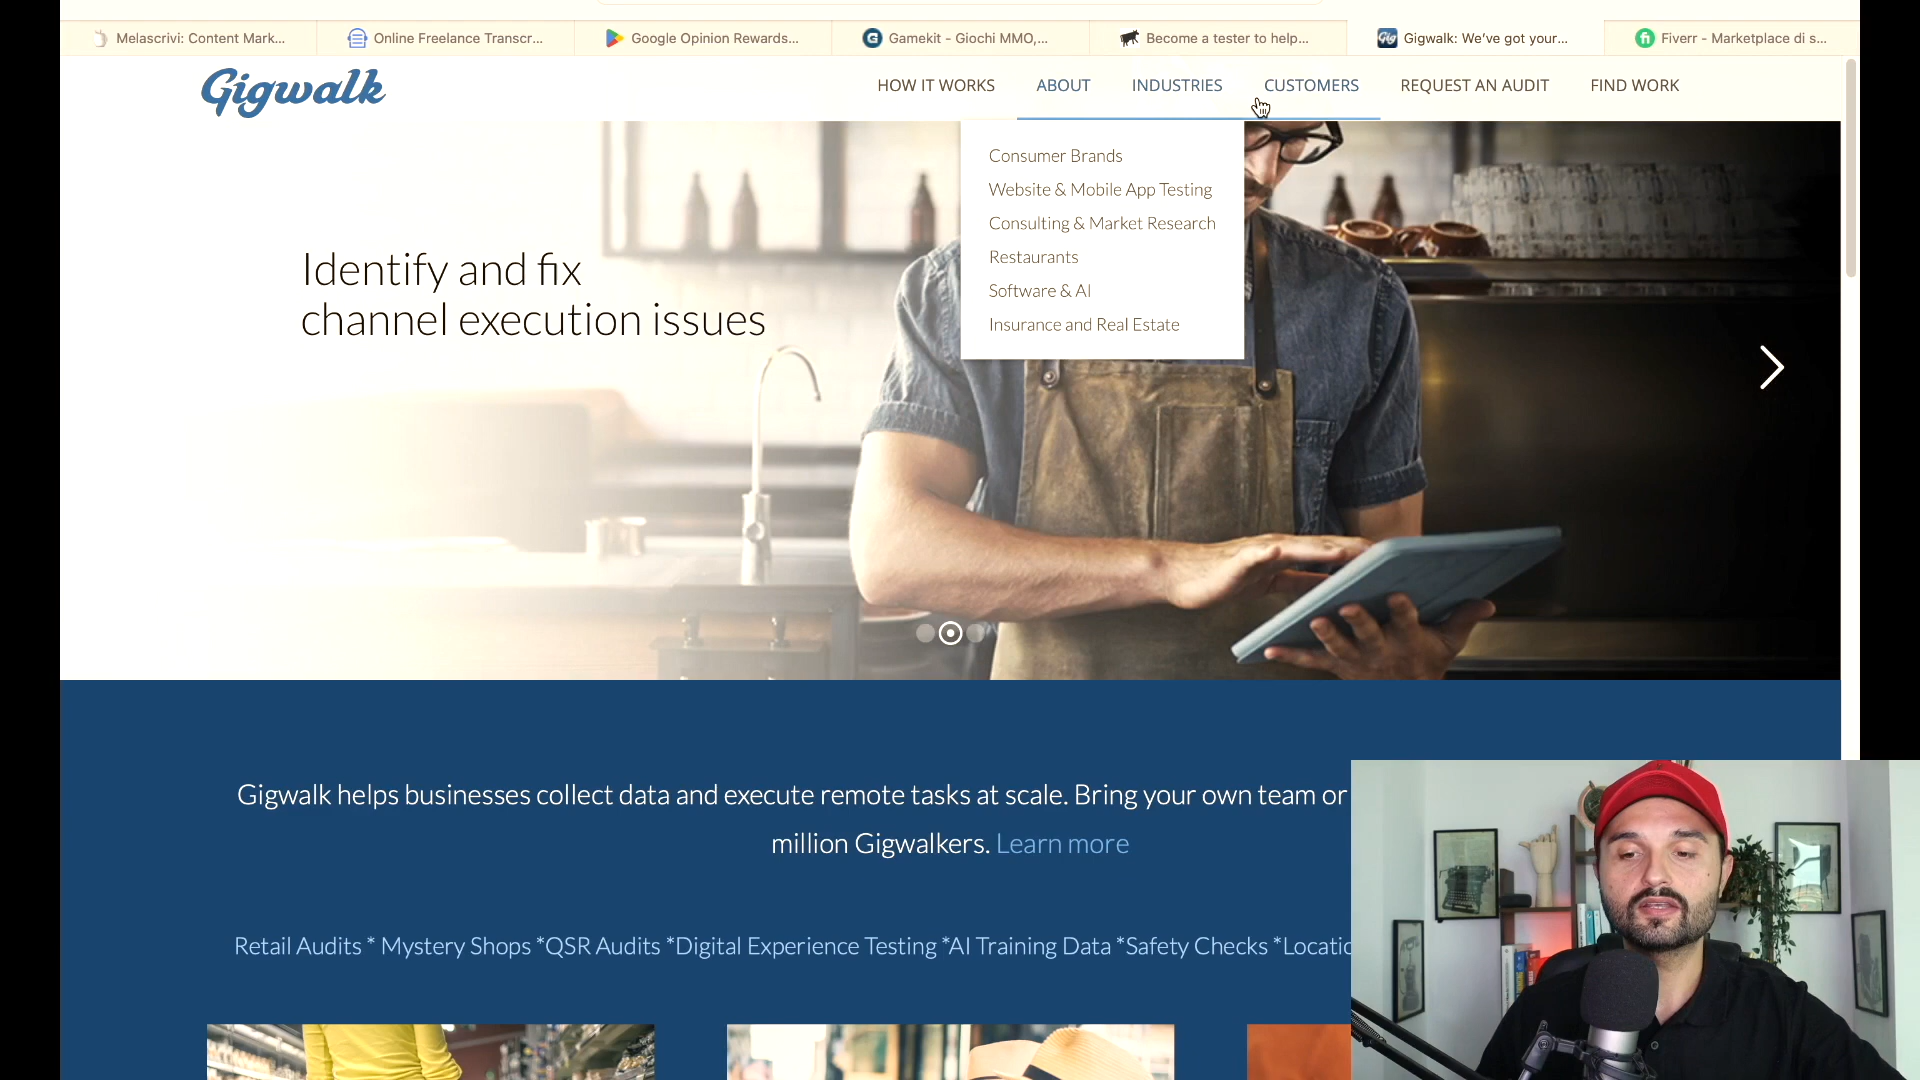 Melascrivi: Content Mark...
Online Freelance Transcr...
Google Opinion Rewards...
Gamekit - Giochi MMO,...
Become a tester to help...
Gig
Gigwalk: We've got your...
fi
Fiverr - Marketplace di s...
Gigwalk
HOW IT WORKS
ABOUT
INDUSTRIES
CUSTOMERS
REQUEST AN AUDIT
FIND WORK
Consumer Brands
Website & Mobile App Testing
Consulting & Market Research
Restaurants
Software & AI
Insurance and Real Estate
Identify and fix
channel execution issues
Gigwalk helps businesses collect data and execute remote tasks at scale. Bring your own team or
million Gigwalkers. Learn more
Retail Audits * Mystery Shops *QSR Audits *Digital Experience Testing *AI Training Data *Safety Checks *Locatio